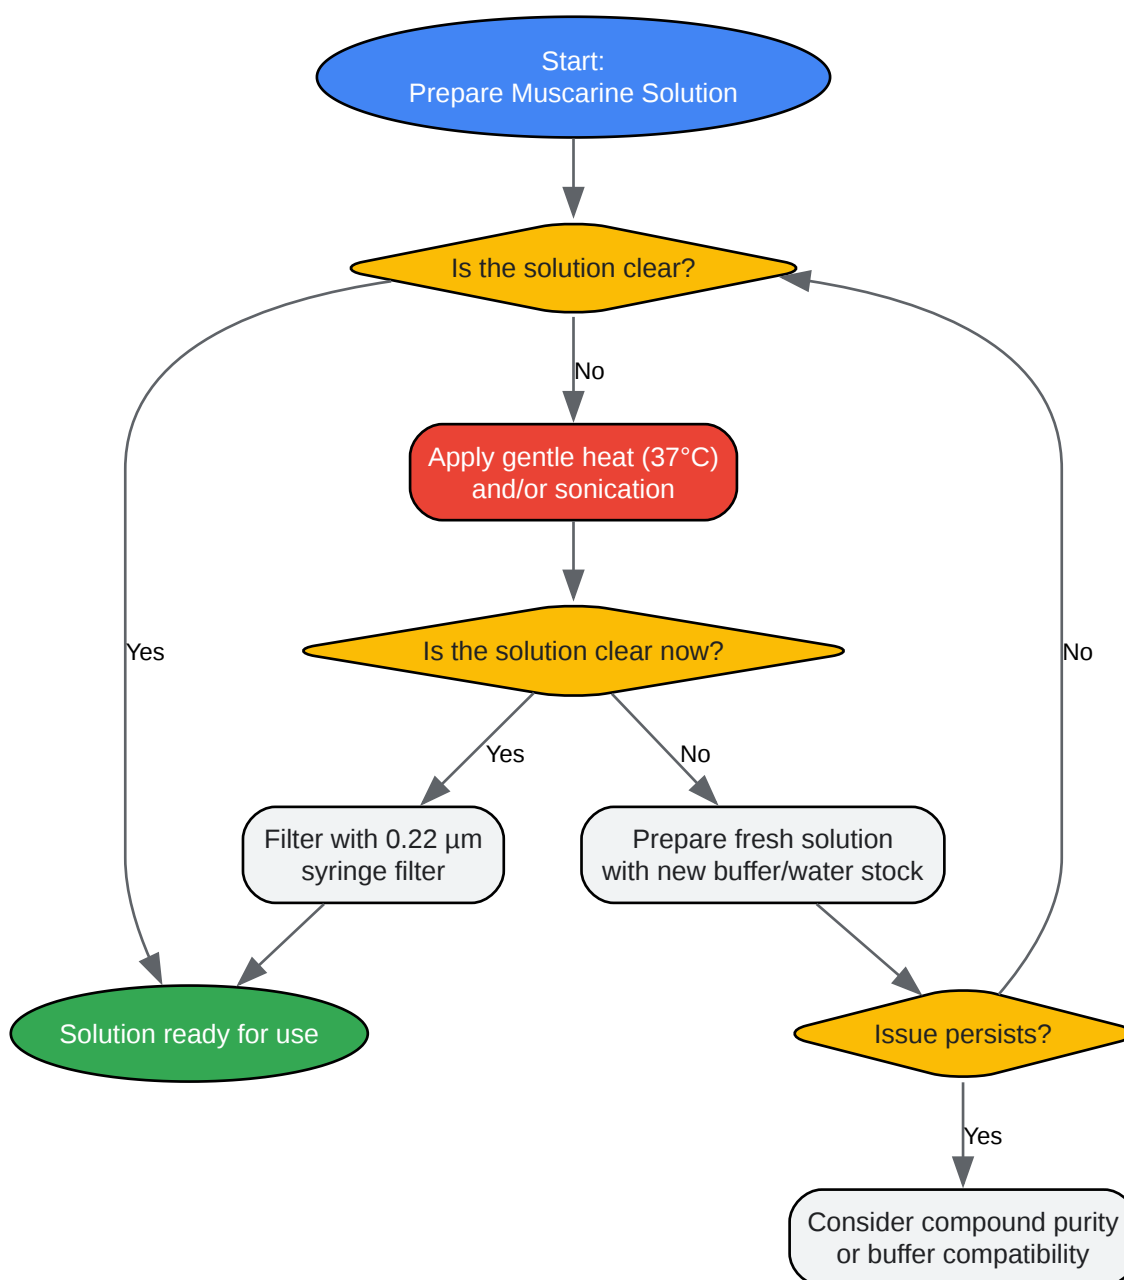 Start:
Prepare Muscarine Solution
Is the solution clear?
No
Apply gentle heat (37°C)
and/or sonication
Is the solution clear now?
Yes
No
Yes
No
Filter with 0.22 µm
syringe filter
Prepare fresh solution
with new buffer/water stock
Solution ready for use
Issue persists?
Yes
Consider compound purity
or buffer compatibility